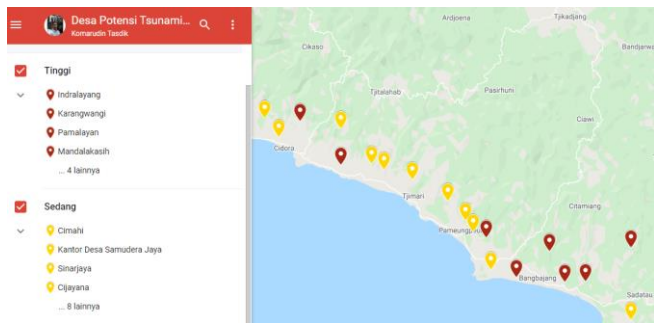 Desa Potensi Tsunami...
Komarudin Tasdik
Tinggi
Indralayang
Karangwangi
Pamalayan
Mandalakasih
... 4 lainnya
Sedang
Cimahi
Kantor Desa Samudera Jaya
Sinarjaya
Cijayana
... 8 lainnya
Ardjoena
Tjikadjang
Cikaso
Bandjarwa
Tjitalahab
Pasirhuni
Ciawi
Cidora
Tjimari
Citamiang
Bangbajang
Sadatau